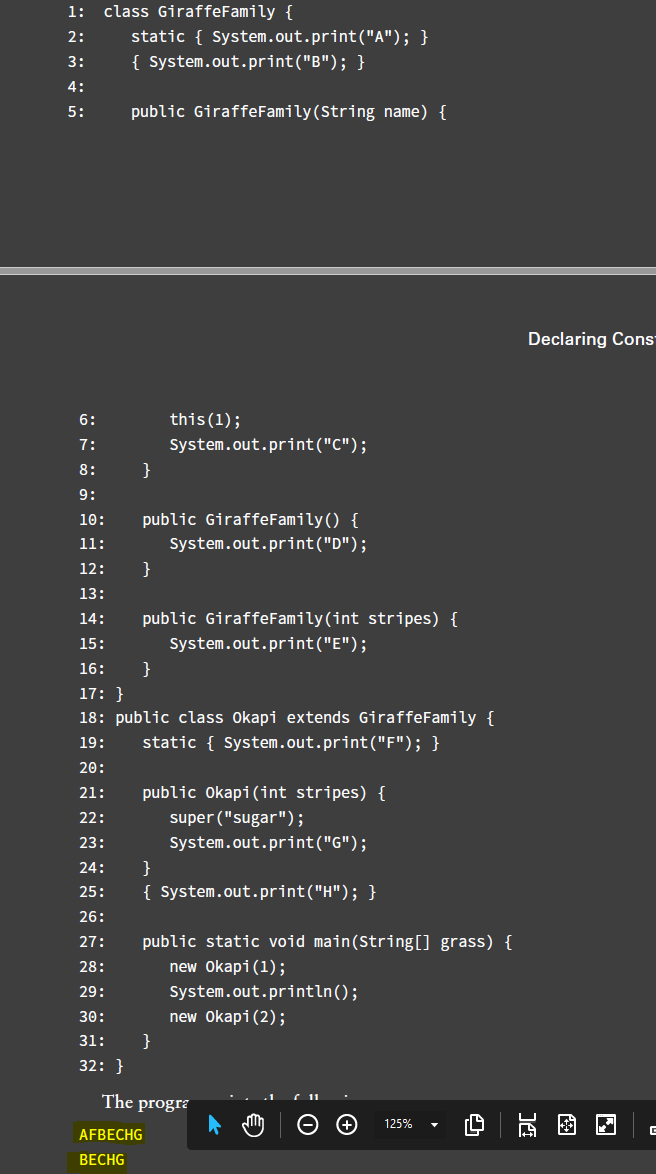 1: class GiraffeFamily {
2: static { System.out.print("A"); }
3: { System.out.print("B"); }
4:
5: public GiraffeFamily(String name) {
Declaring Cons
6: this(1);
7: System.out.print("C");
8: }
9:
10: public GiraffeFamily() {
11: System.out.print("D");
12: }
13:
14: public GiraffeFamily(int stripes) {
15: System.out.print("E");
16: }
17: }
18: public class Okapi extends GiraffeFamily {
19: static { System.out.print("F"); }
20:
21: public Okapi(int stripes) {
22: super("sugar");
23: System.out.print("G");
24: }
25: { System.out.print("H"); }
26:
27: public static void main(String[] grass) {
28: new Okapi(1);
29: System.out.println();
30: new Okapi(2);
31: }
32: }
The progra
125%
AFBECHG
BECHG